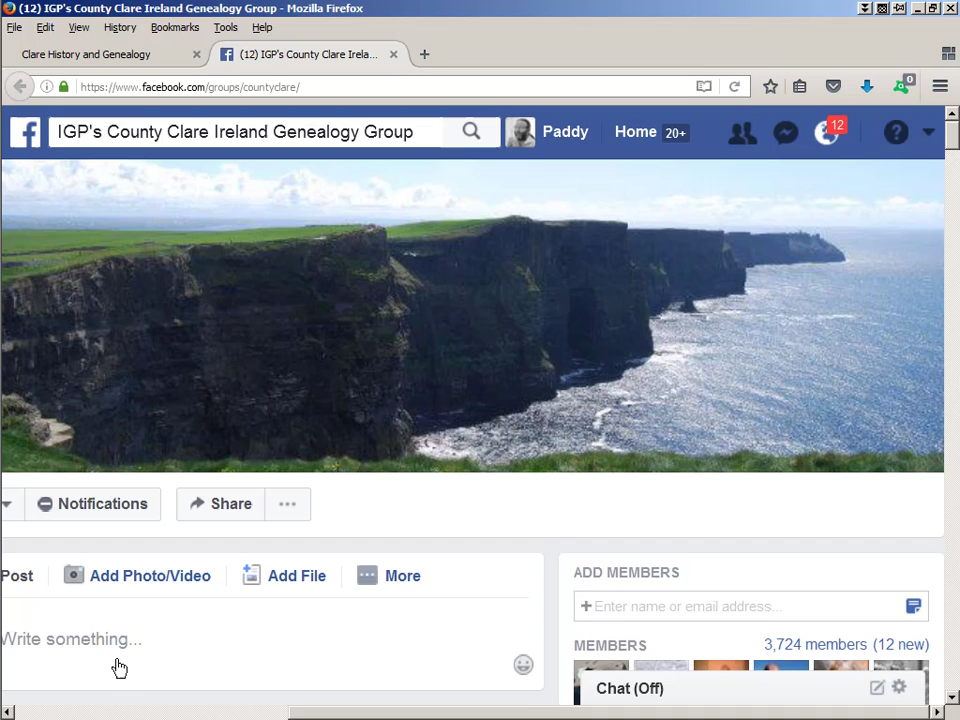 (12) IGP's County Clare Ireland Genealogy Group - Mozilla Firefox
File Edit View History Bookmarks Tools Help
Clare History and Genealogy (12) IGP's County Clare Irela...
https://www.facebook.com/groups/countyclare/ 0
IGP's County Clare Ireland Genealogy Group Paddy Home 20+ 12
Notifications Share
Post Add Photo/Video Add File More
Write something...
ADD MEMBERS
Enter name or email address...
MEMBERS 3,724 members (12 new)
Chat (Off)